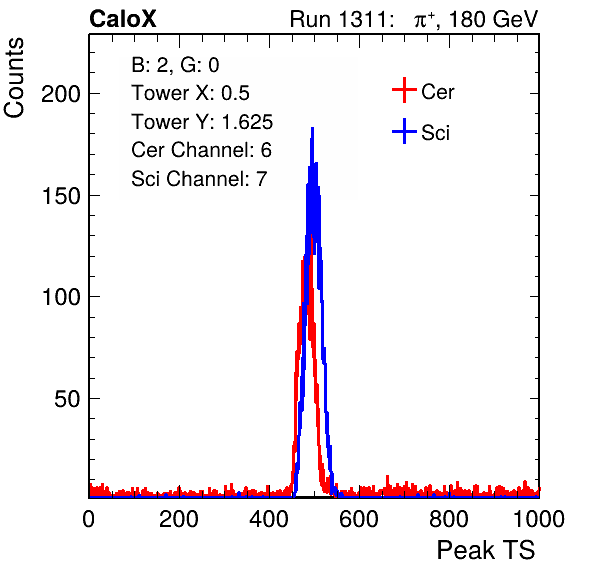 CaloX Run 1311: π⁺, 180 GeV
Counts
B: 2, G: 0
Tower X: 0.5
Tower Y: 1.625
Cer Channel: 6
Sci Channel: 7
Cer
Sci
200
150
100
50
0 200 400 600 800 1000
Peak TS